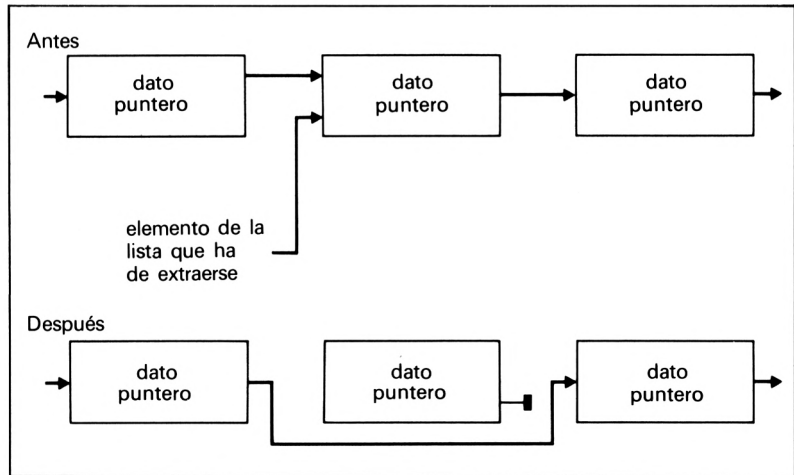 Antes
dato
puntero
dato
puntero
dato
puntero
elemento de la
lista que ha
de extraerse
Después
dato
puntero
dato
puntero
dato
puntero